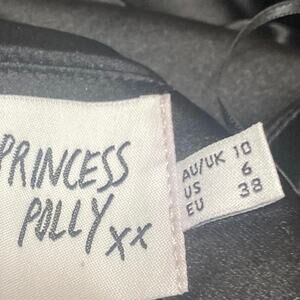 PRINCESS
POLLY xx
AU/UK 10
US 6
EU 38